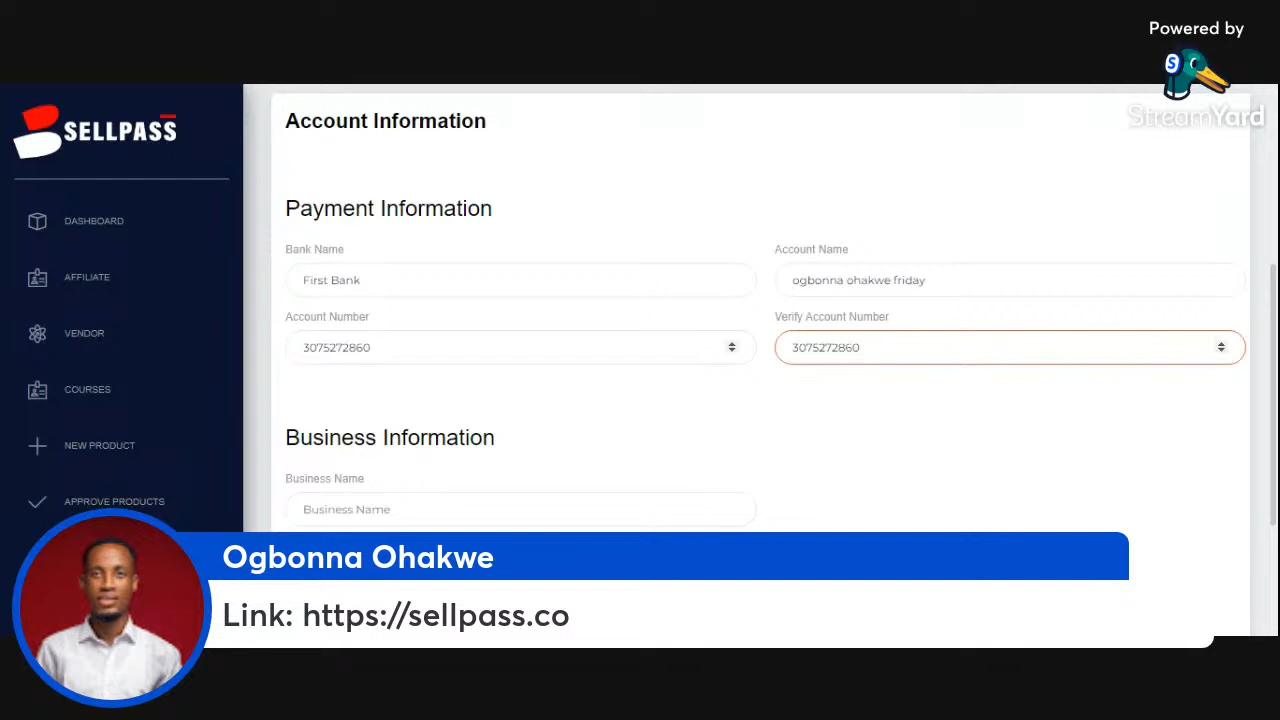 Powered by
StreamYard
SELLPASS
DASHBOARD
AFFILIATE
VENDOR
COURSES
NEW PRODUCT
APPROVE PRODUCTS
Account Information
Payment Information
Bank Name
First Bank
Account Name
ogbonna ohakwe friday
Account Number
3075272860
Verify Account Number
3075272860
Business Information
Business Name
Business Name
Ogbonna Ohakwe
Link: https://sellpass.co